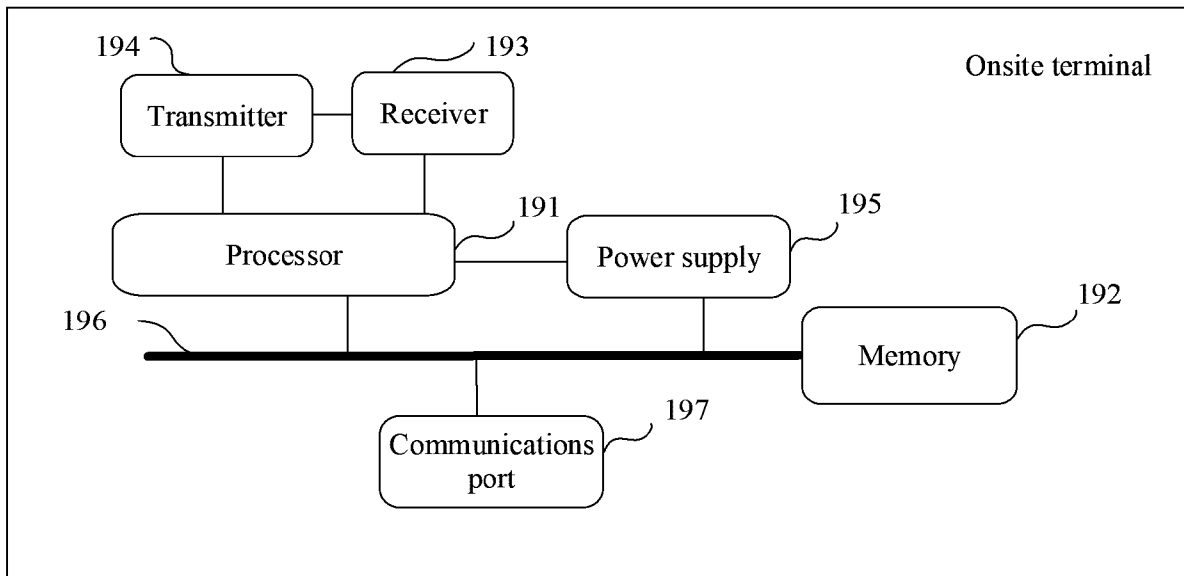 194
193
Onsite terminal
Transmitter
Receiver
191
195
Processor
Power supply
192
196
Memory
197
Communications
port